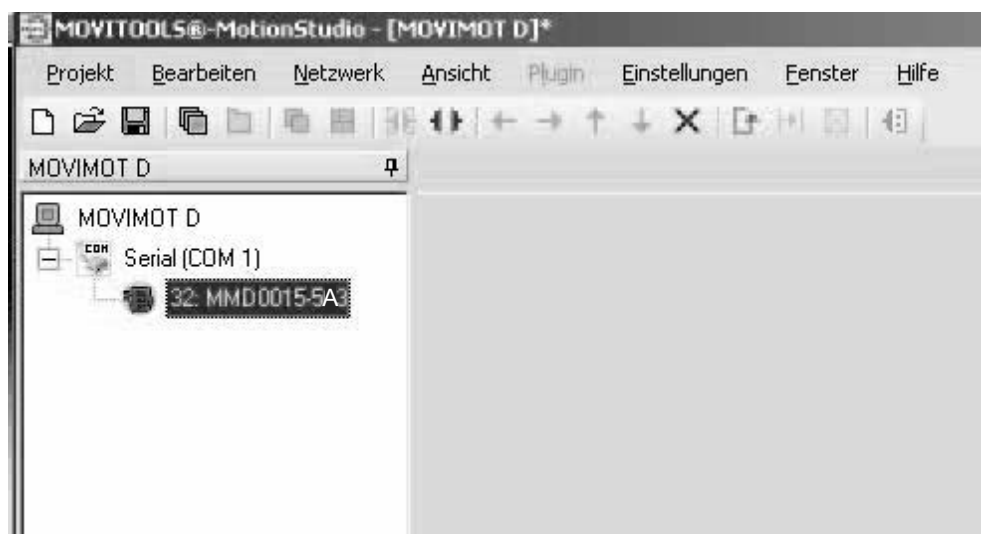 MOVITOOLS®-MotionStudio - [MOVIMOT D]*
Projekt Bearbeiten Netzwerk Ansicht Plugin Einstellungen Fenster Hilfe
MOVIMOT D
MOVIMOT D
COM
Serial (COM 1)
32: MMD0015-5A3